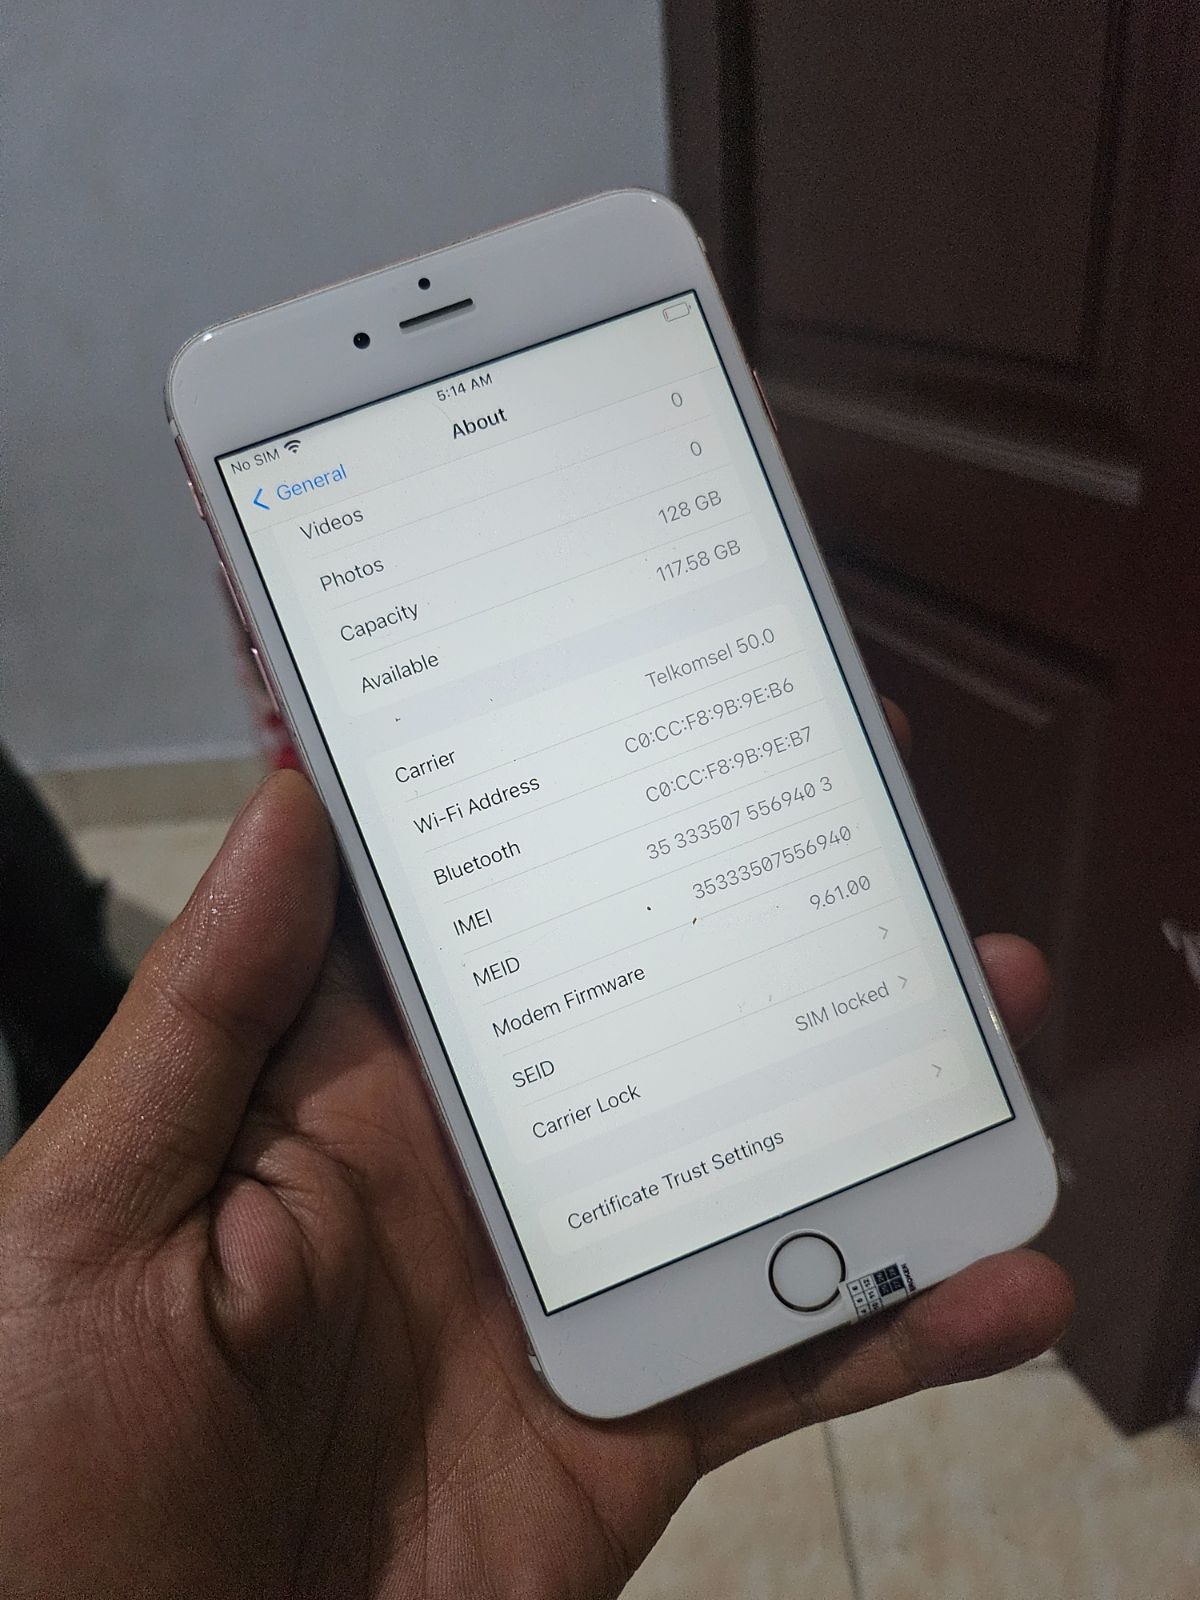 No SIM
5:14 AM
General
About
Videos 0
Photos 0
Capacity 128 GB
Available 117.58 GB
Carrier Telkomsel 50.0
Wi-Fi Address C0:CC:F8:9B:9E:B6
Bluetooth C0:CC:F8:9B:9E:B7
IMEI 35 333507 556940 3
MEID 35333507556940
Modem Firmware 9.61.00
SEID
Carrier Lock SIM locked
Certificate Trust Settings